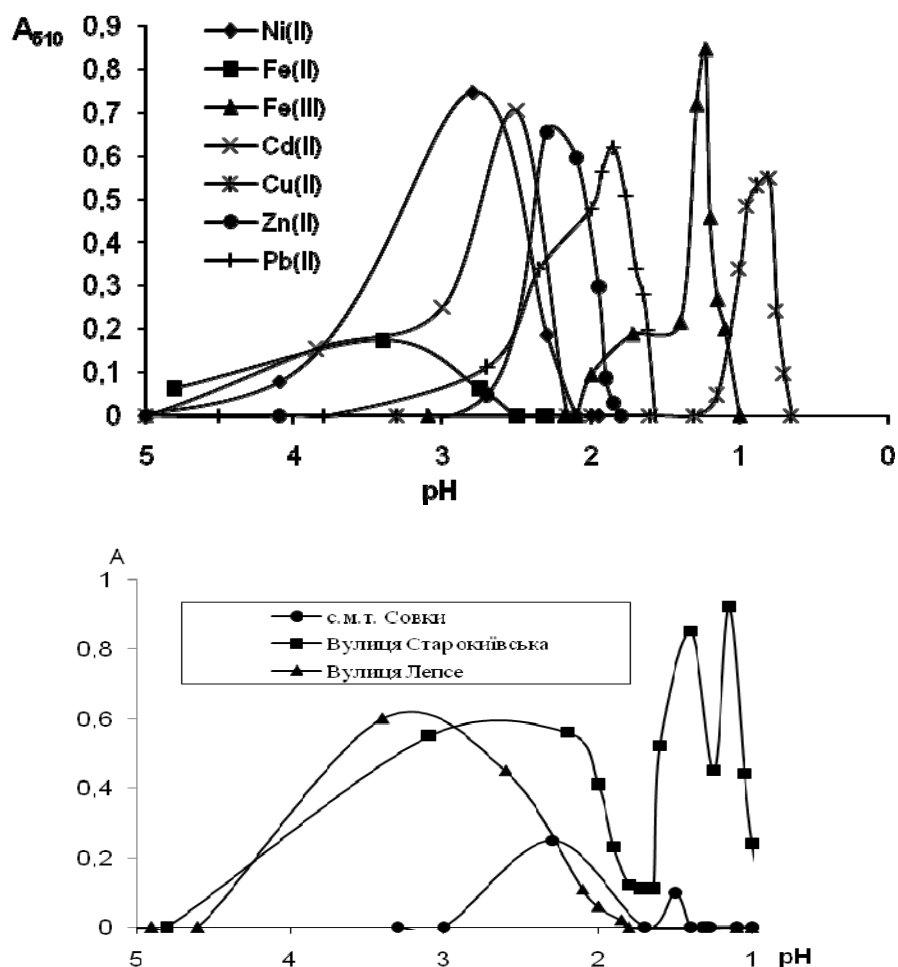 A510
0,9
0,8
0,7
0,6
0,5
0,4
0,3
0,2
0,1
0
Ni(II)
Fe(II)
Fe(III)
Cd(II)
Cu(II)
Zn(II)
Pb(II)
5 4 3 2 1 0
pH
A
1
0,8
0,6
0,4
0,2
0
с.м.т. Совки
Вулиця Старокиївська
Вулиця Лепсе
5 4 3 2 1 pH